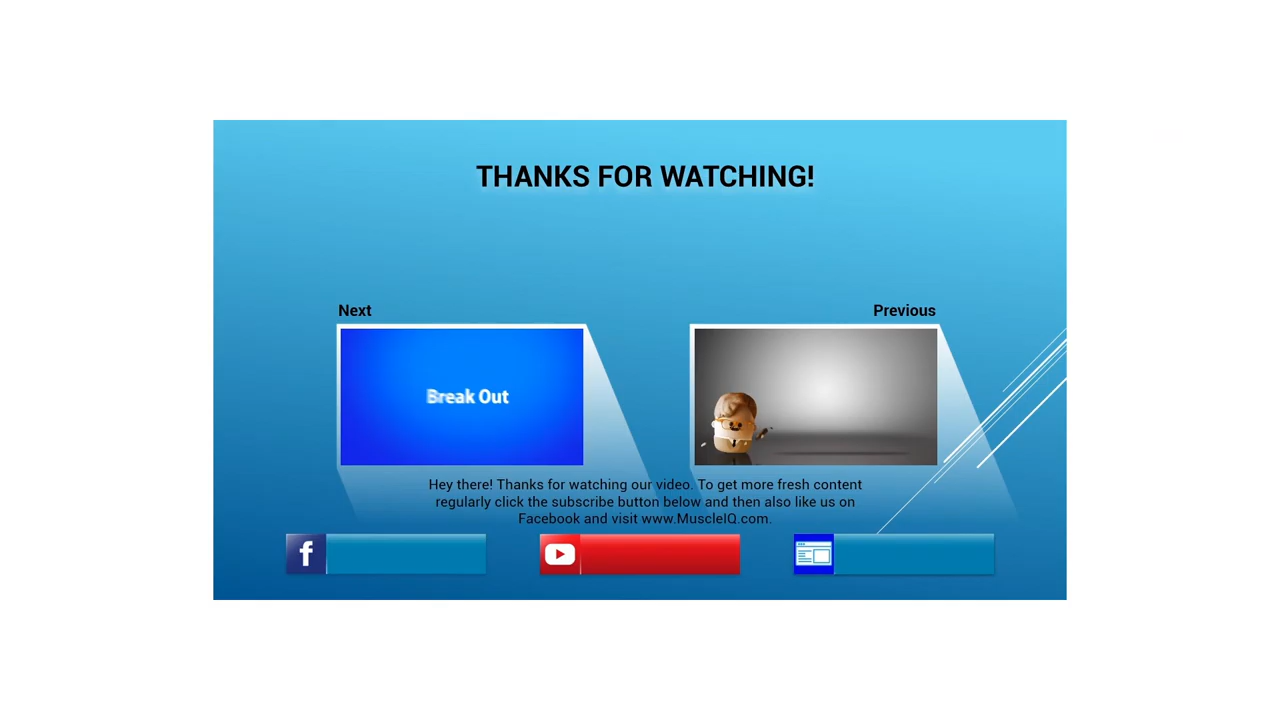 THANKS FOR WATCHING!
Next
Previous
Break Out
Hey there! Thanks for watching our video. To get more fresh content
regularly click the subscribe button below and then also like us on
Facebook and visit www.MuscleIQ.com.